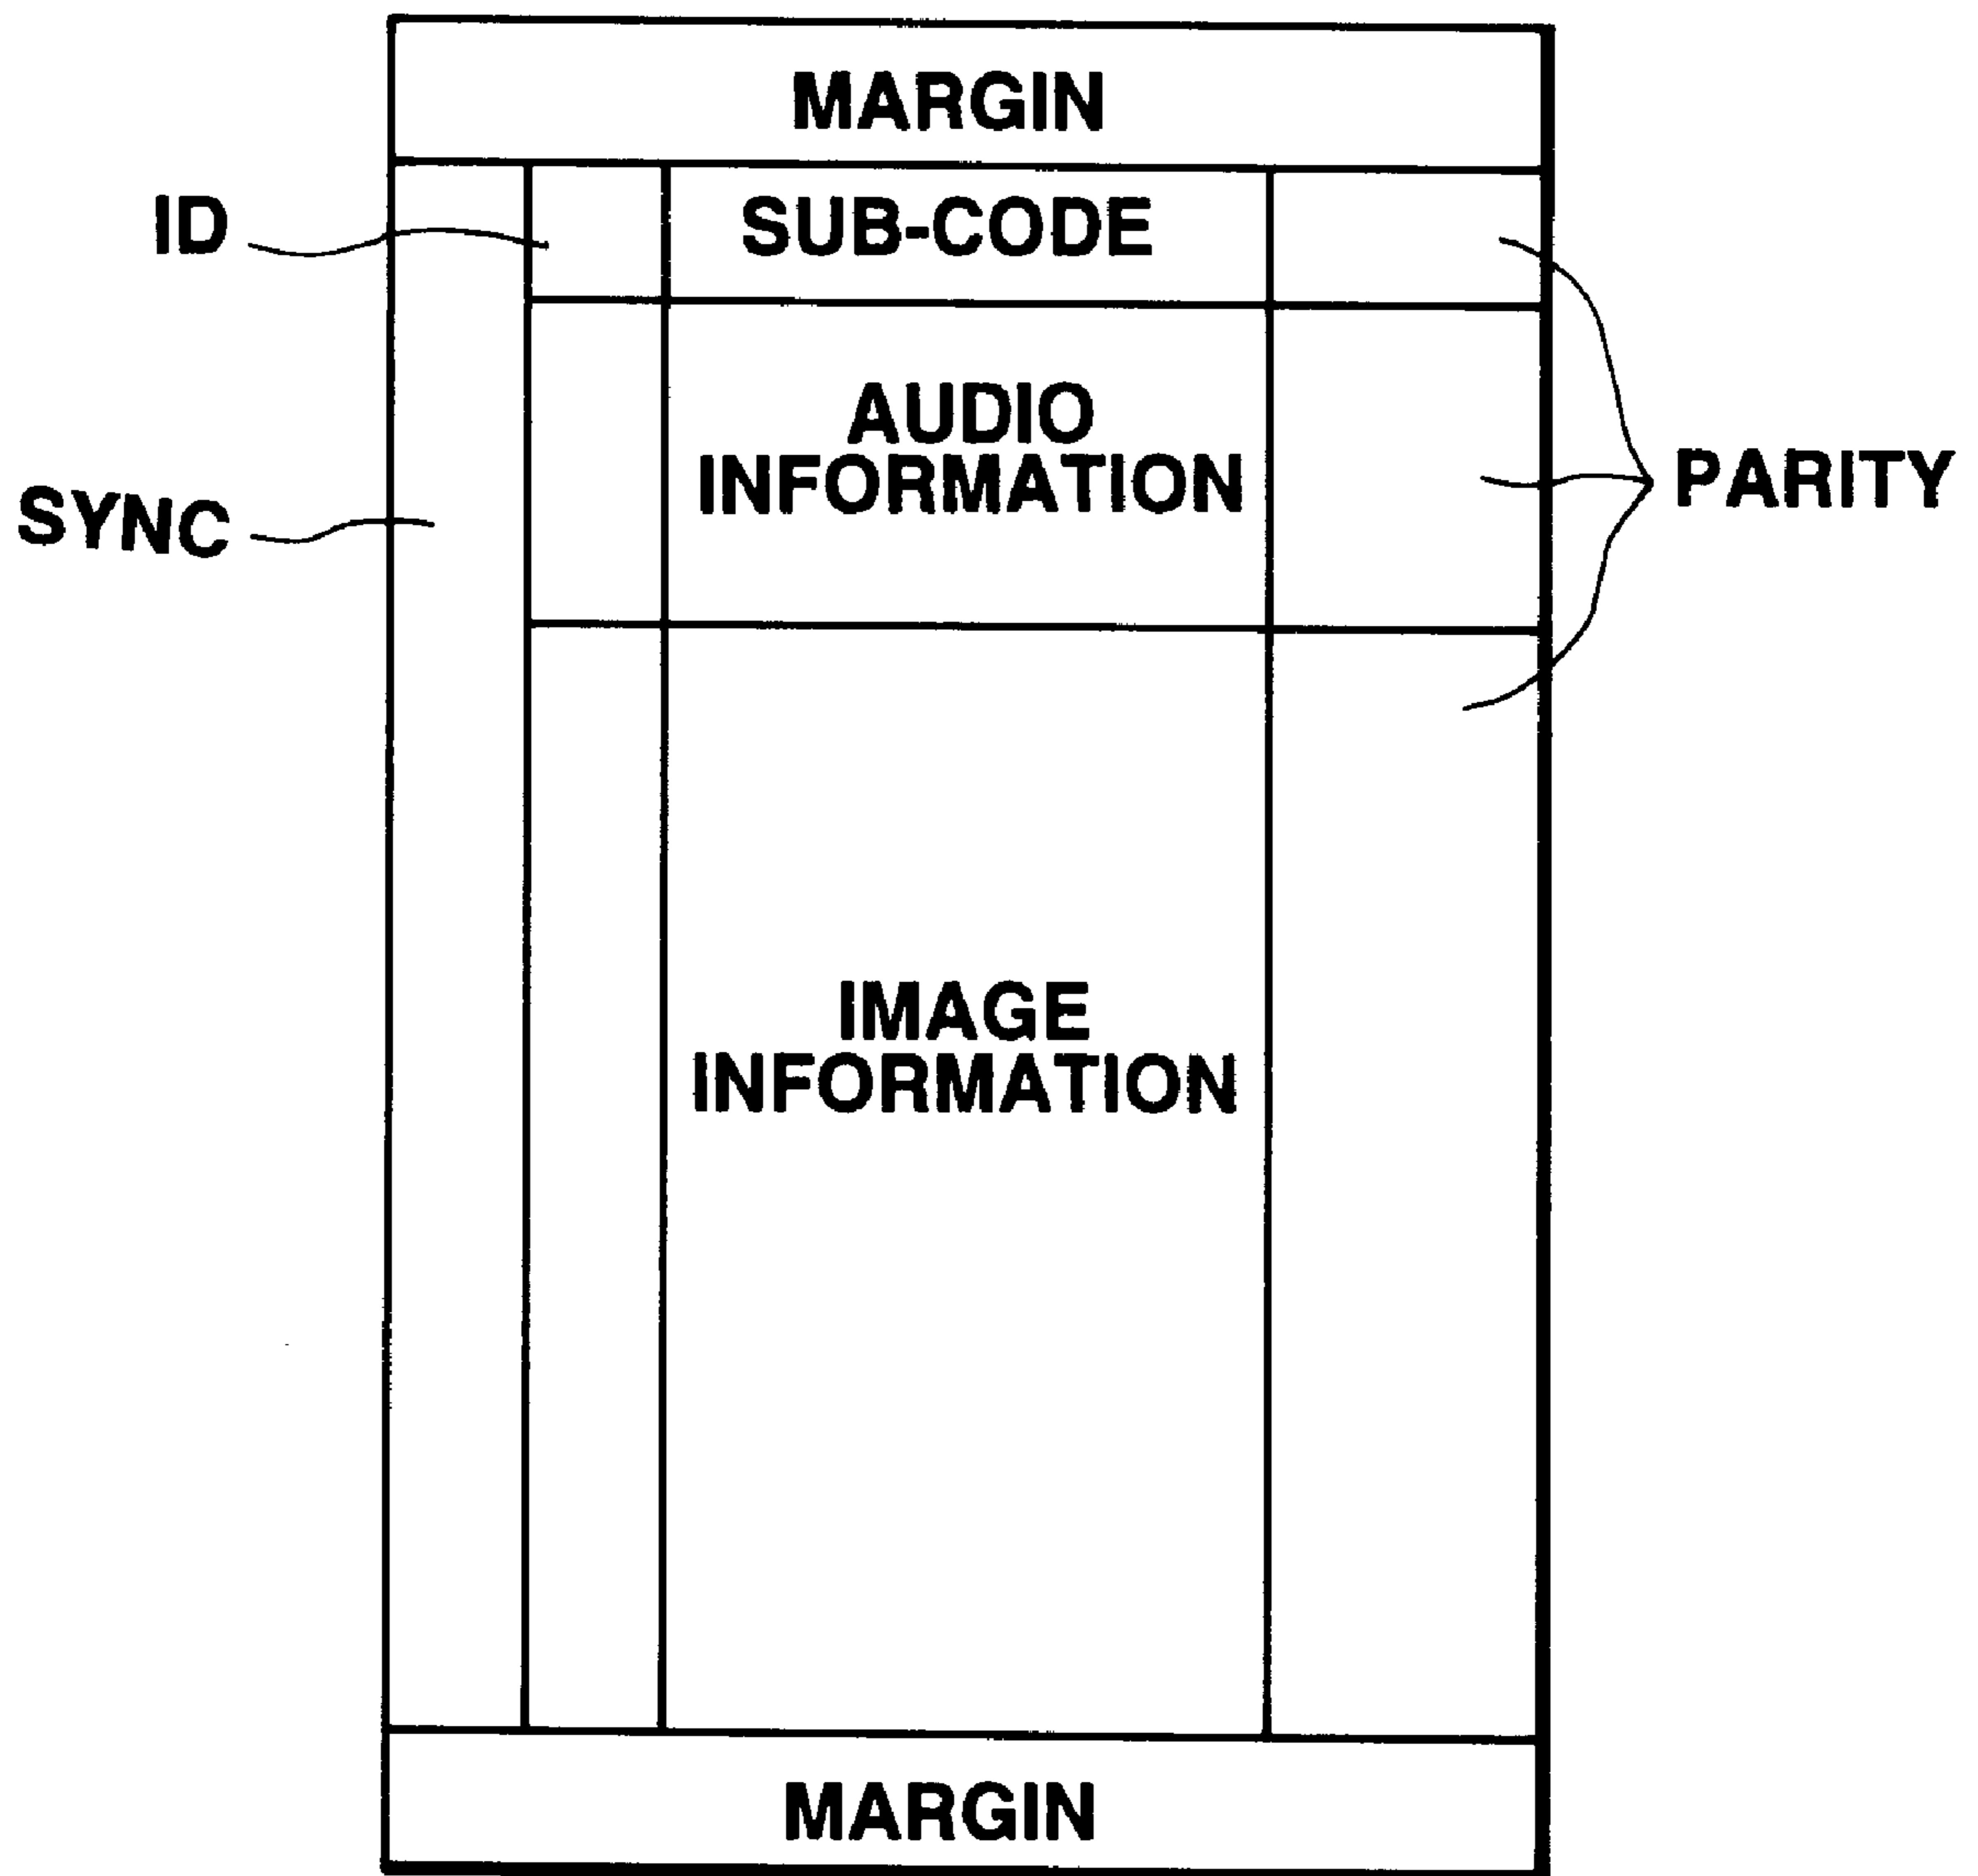 MARGIN
ID
SUB-CODE
AUDIO
INFORMATION
PARITY
SYNC
IMAGE
INFORMATION
MARGIN